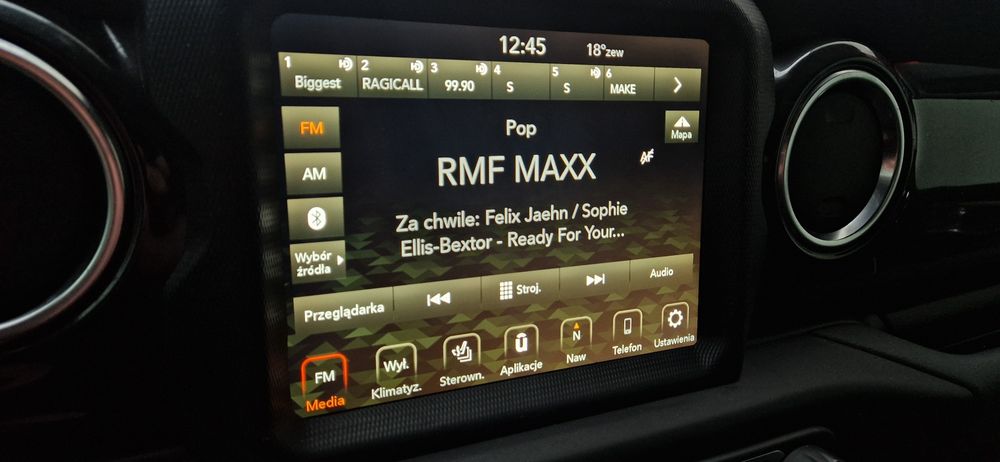 12:45 18°zew
1 Biggest
2 RAGICALL
3 99.90
4 S
5 S
6 MAKE
FM
Pop
Mapa
AM
RMF MAXX
AF
Za chwile: Felix Jaehn / Sophie
Ellis-Bextor - Ready For Your...
Wybór
źródła
Przeglądarka
Stroj.
Audio
FM
Media
Wył.
Klimatyz.
Sterown.
Aplikacje
N
Naw
Telefon
Ustawienia